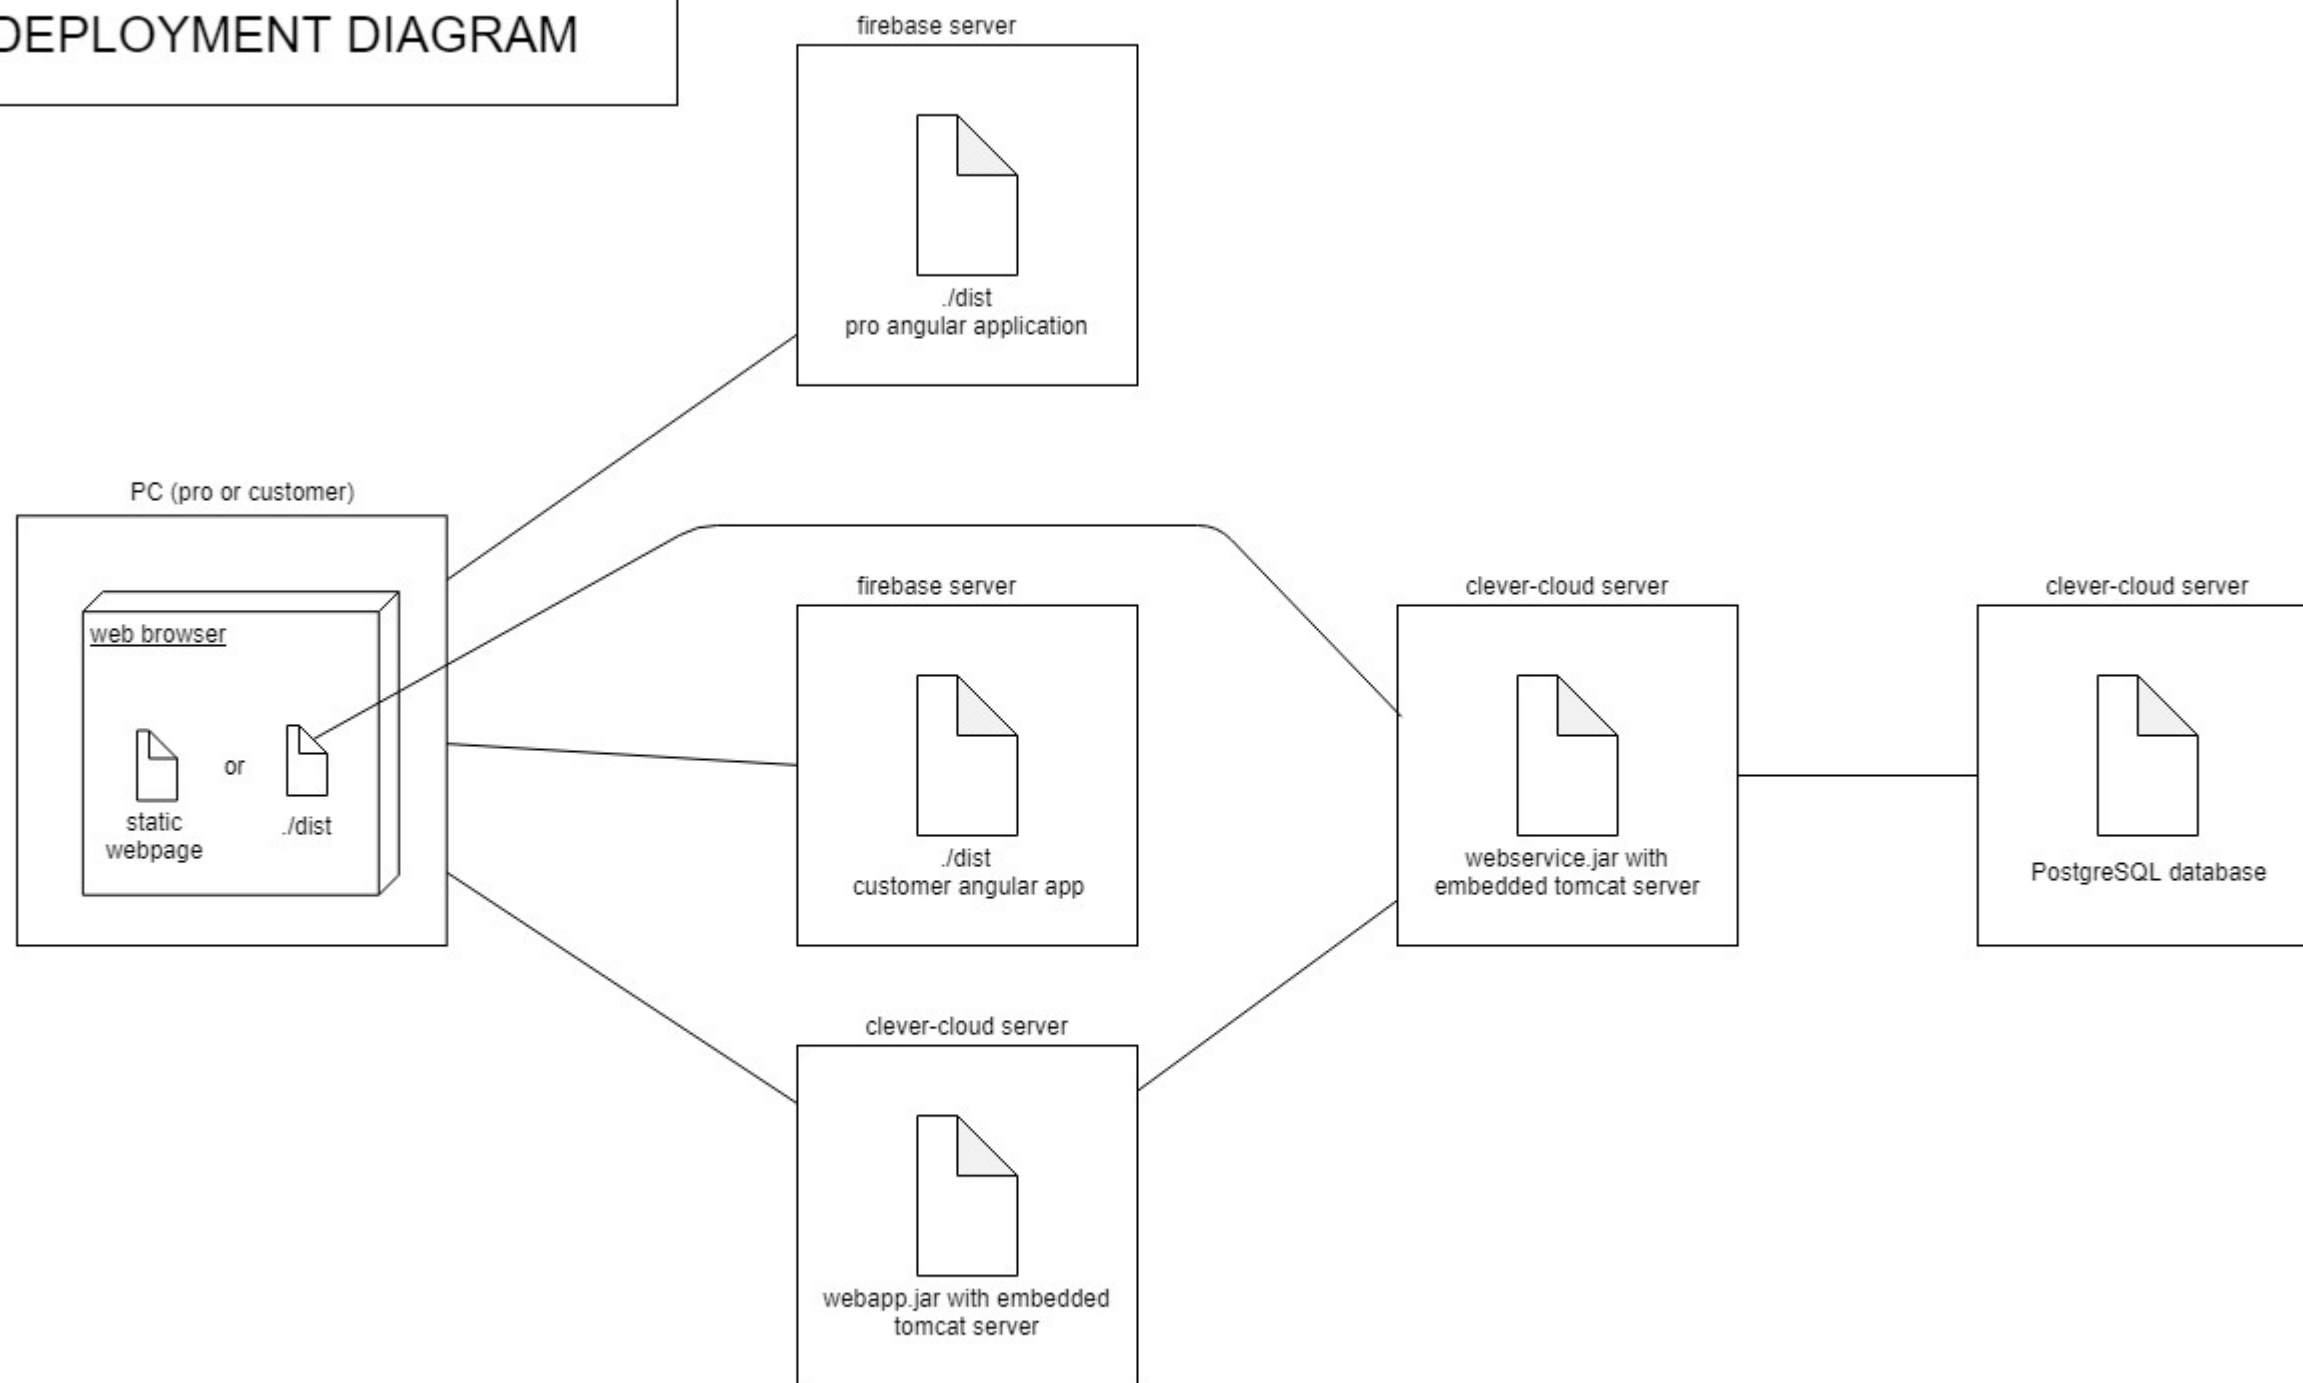 DEPLOYMENT DIAGRAM
firebase server
./dist
pro angular application
PC (pro or customer)
web browser
static
webpage
or
./dist
firebase server
./dist
customer angular app
clever-cloud server
webservice.jar with
embedded tomcat server
clever-cloud server
PostgreSQL database
clever-cloud server
webapp.jar with embedded
tomcat server